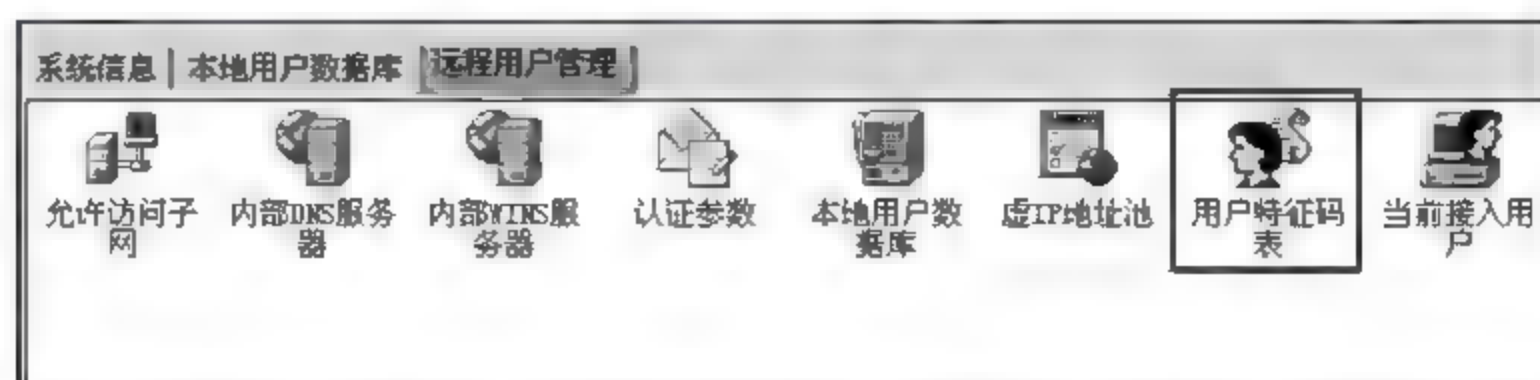 系统信息 本地用户数据库 远程用户管理
允许访问子网
内部DNS服务器
内部WINS服务器
认证参数
本地用户数据库
虚IP地址池
用户特征码表
当前接入用户